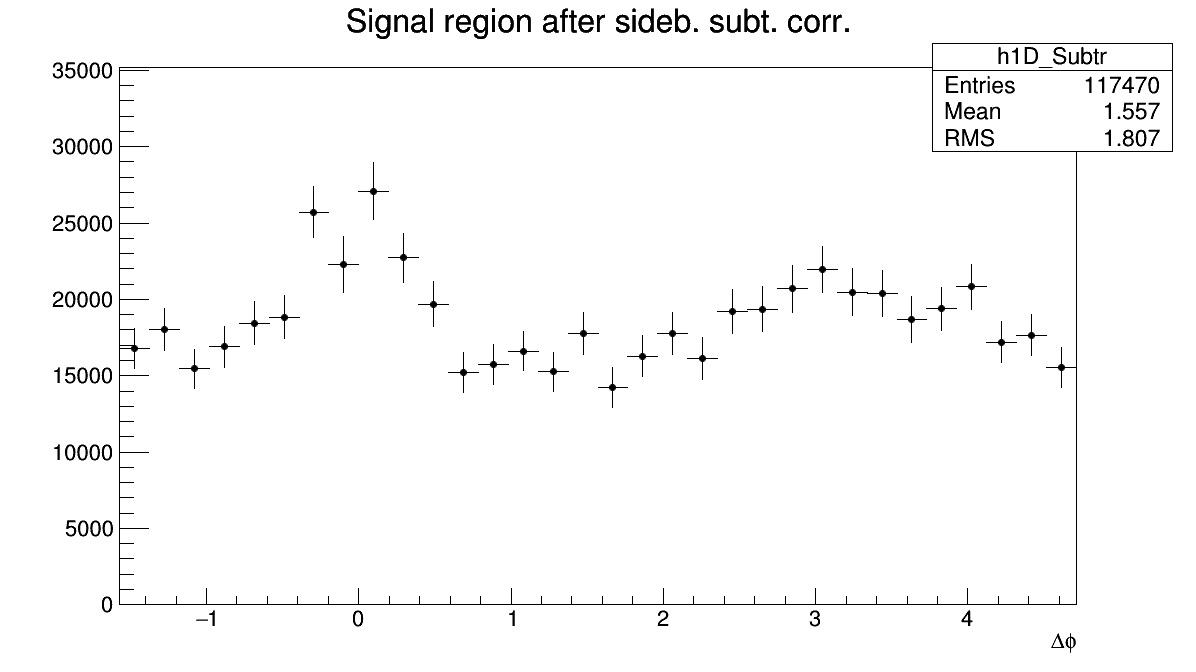 Signal region after sideb. subt. corr.
h1D_Subtr
Entries 117470
Mean 1.557
RMS 1.807
35000
30000
25000
20000
15000
10000
5000
0
−1 0 1 2 3 4
Δϕ